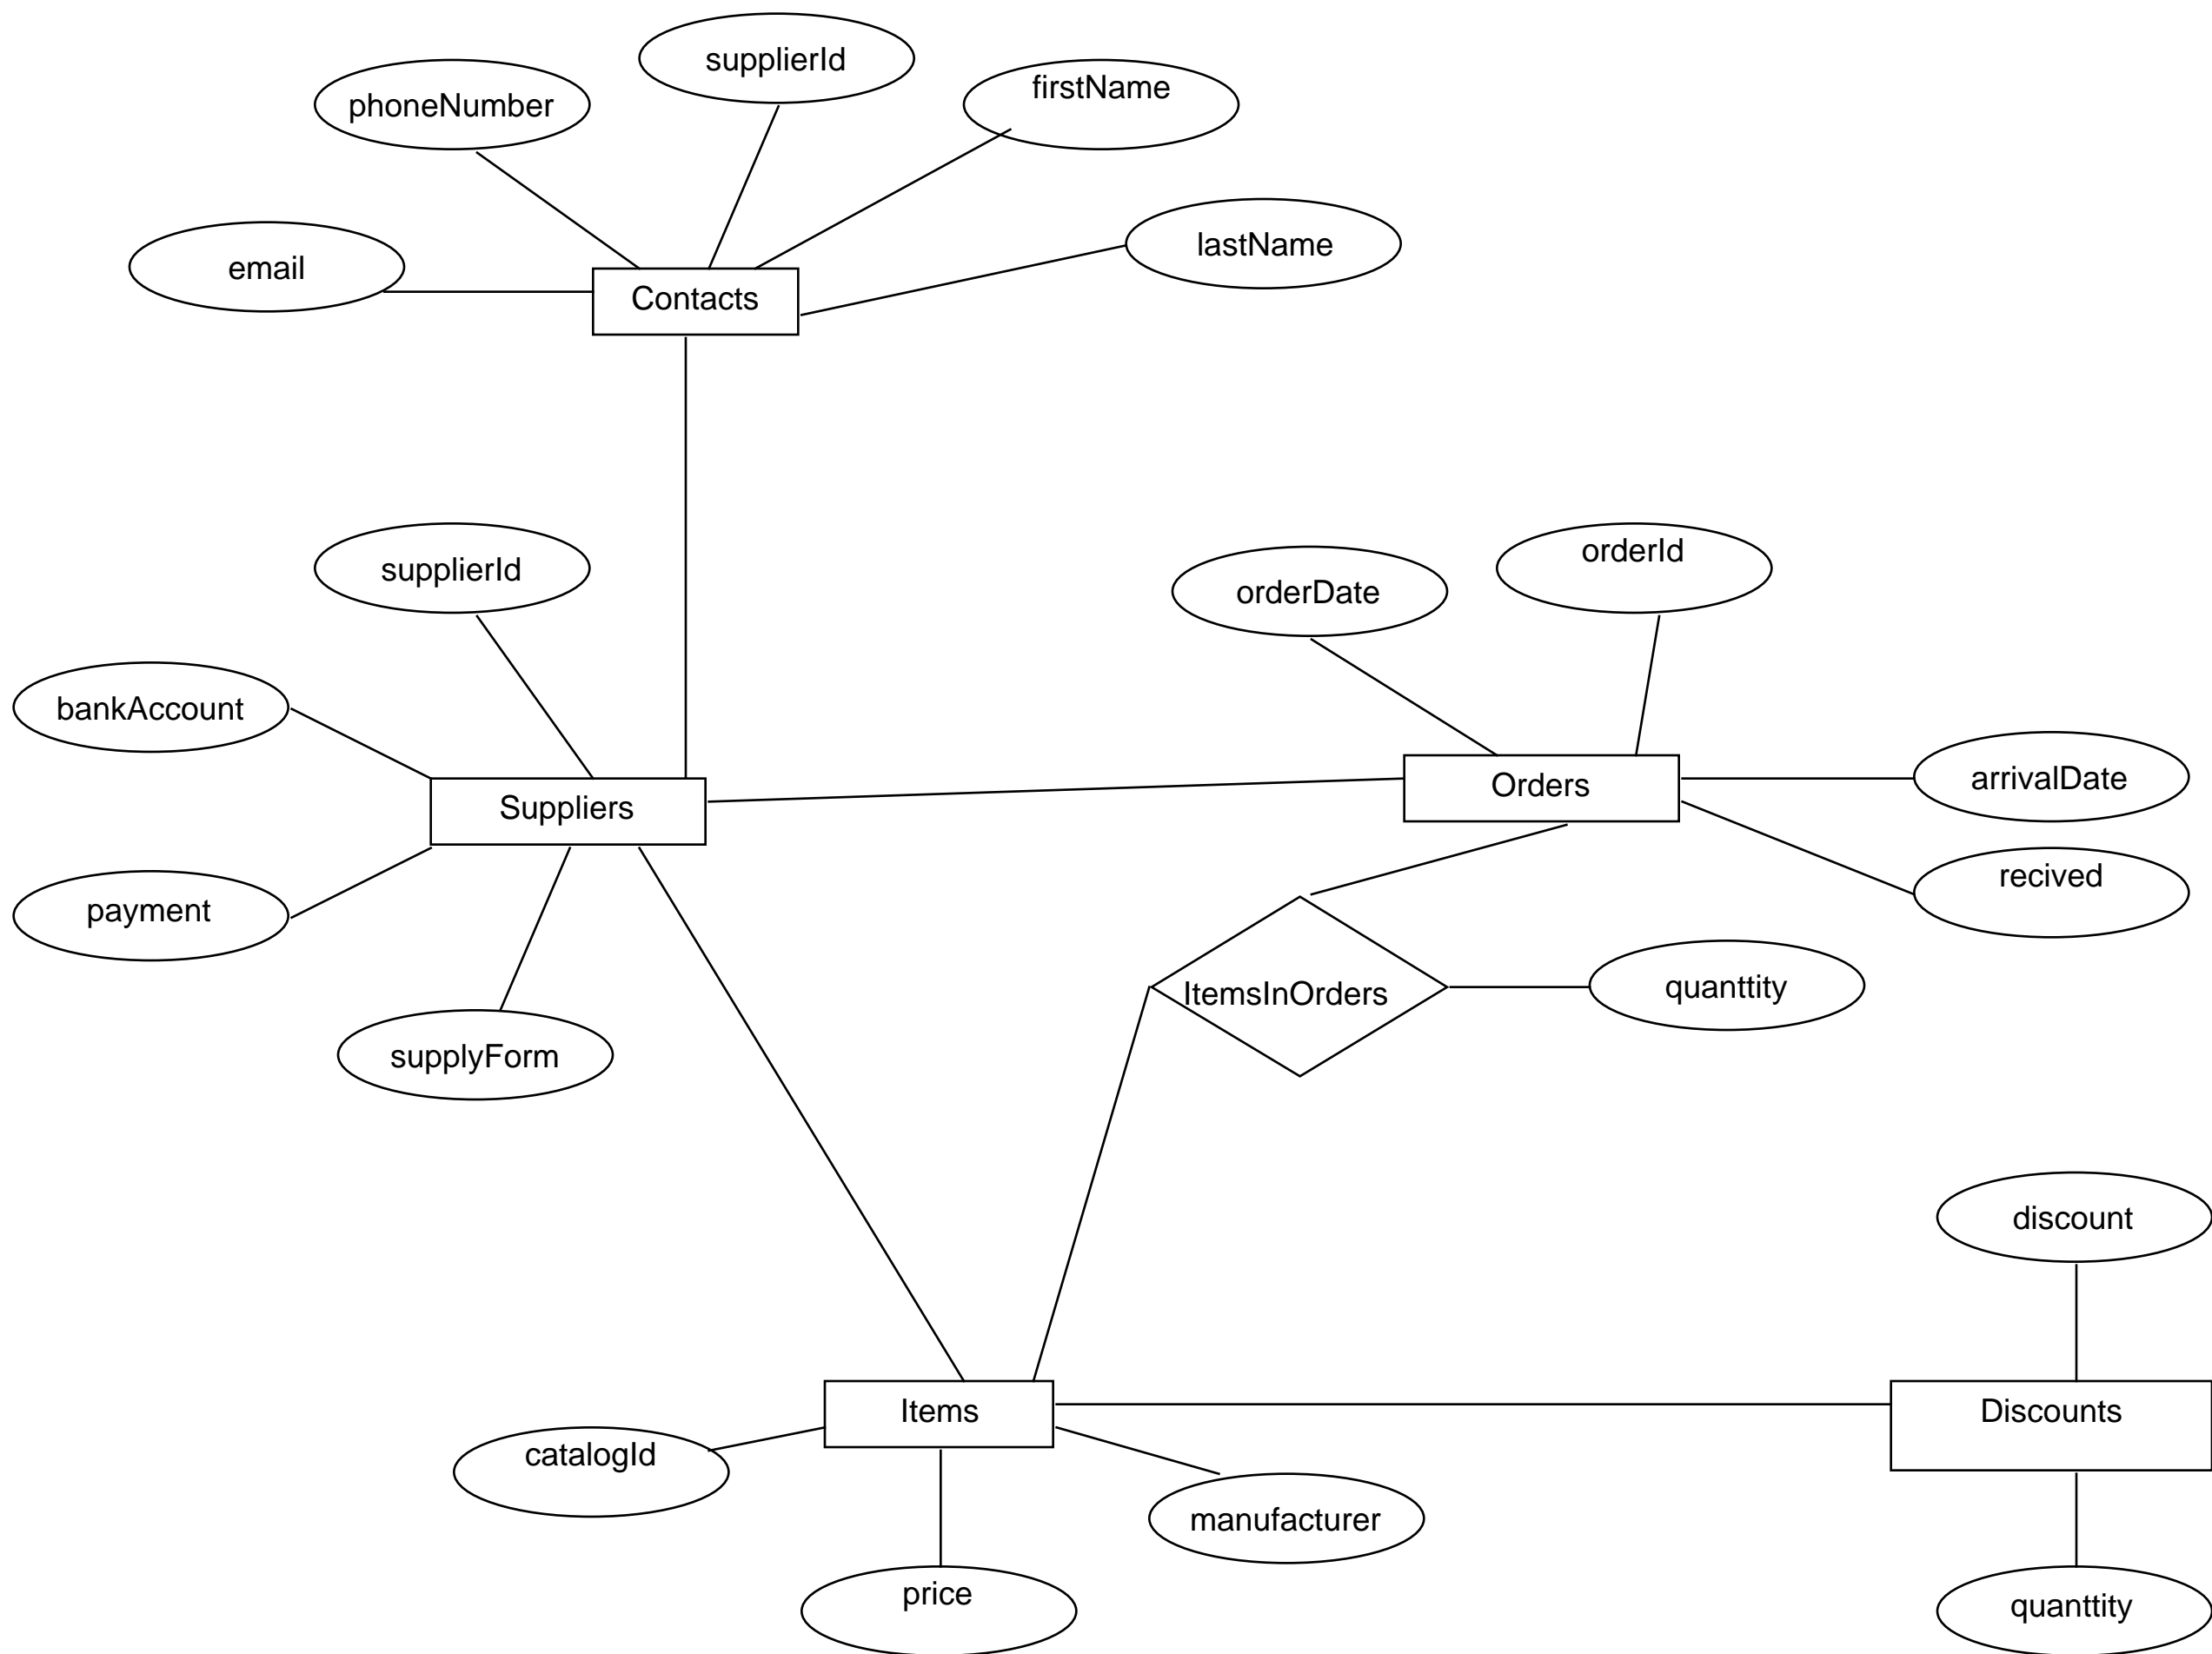 supplierId
firstName
phoneNumber
lastName
email
Contacts
orderId
supplierId
orderDate
bankAccount
arrivalDate
Orders
Suppliers
recived
payment
quanttity
ItemsInOrders
supplyForm
discount
Items
Discounts
catalogId
manufacturer
price
quanttity